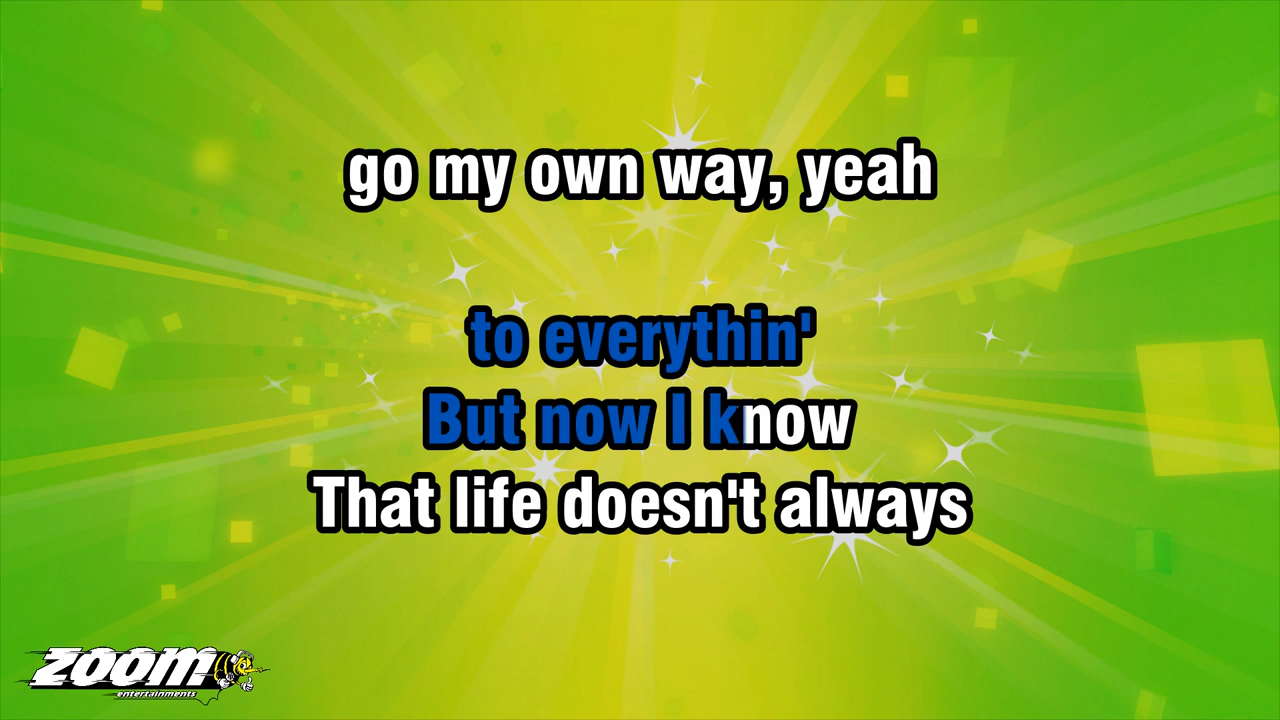 go my own way, yeah
to everythin'
But now I know
That life doesn't always
ZOOM
entertainments